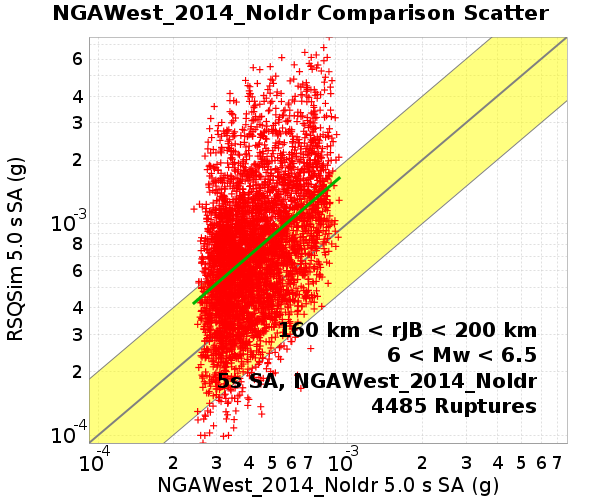 NGAWest_2014_NoIdr Comparison Scatter
RSQSim 5.0 s SA (g)
6
4
3
2
10-3
8
6
4
3
2
10-4
160 km < rJB < 200 km
6 < Mw < 6.5
5s SA, NGAWest_2014_NoIdr
4485 Ruptures
10-4 2 3 4 5 6 7 10-3 2 3 4 5 6 7
NGAWest_2014_NoIdr 5.0 s SA (g)